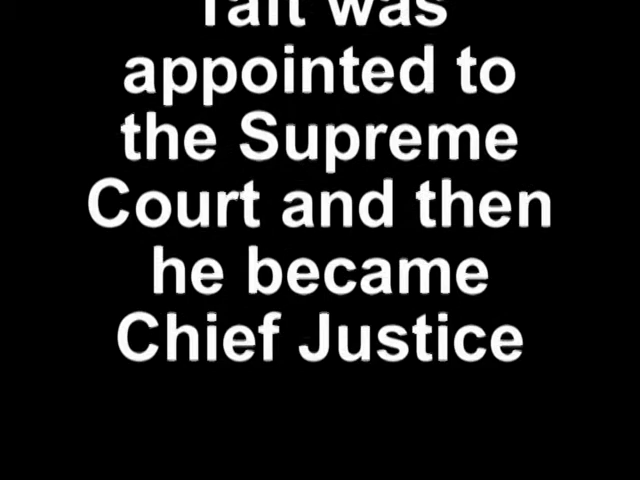 Taft was
appointed to
the Supreme
Court and then
he became
Chief Justice